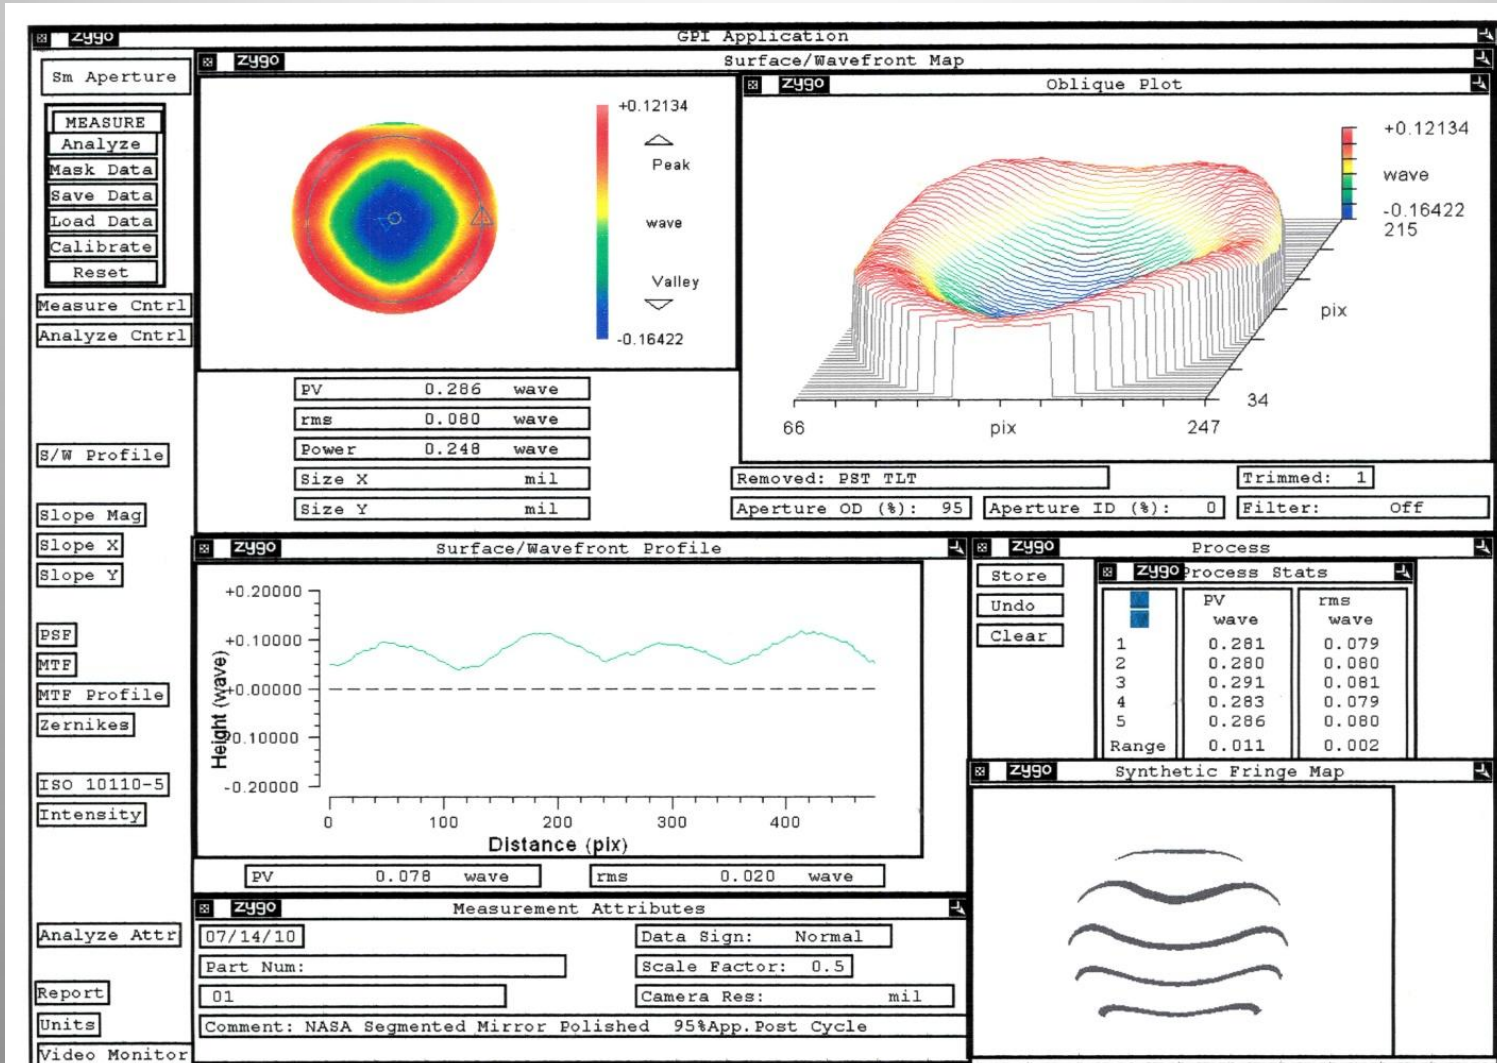 zygo GPI Application
Sm Aperture
MEASURE
Analyze
Mask Data
Save Data
Load Data
Calibrate
Reset
Measure Cntrl
Analyze Cntrl
S/W Profile
Slope Mag
Slope X
Slope Y
PSF
MTF
MTF Profile
Zernikes
ISO 10110-5
Intensity
Analyze Attr
Report
Units
Video Monitor
zygo Surface/Wavefront Map
+0.12134
Peak
wave
Valley
-0.16422
PV 0.286 wave
rms 0.080 wave
Power 0.248 wave
Size X mil
Size Y mil
zygo Oblique Plot
+0.12134
wave
-0.16422
215
pix
34
66 pix 247
Removed: PST TLT Trimmed: 1
Aperture OD (%): 95 Aperture ID (%): 0 Filter: Off
zygo Surface/Wavefront Profile
Height (wave)
+0.20000
+0.10000
+0.00000
-0.10000
-0.20000
0 100 200 300 400
Distance (pix)
PV 0.078 wave rms 0.020 wave
zygo Process
Store
Undo
Clear
zygo Process Stats
PV rms
wave wave
1 0.281 0.079
2 0.280 0.080
3 0.291 0.081
4 0.283 0.079
5 0.286 0.080
Range 0.011 0.002
zygo Synthetic Fringe Map
zygo Measurement Attributes
07/14/10 Data Sign: Normal
Part Num: Scale Factor: 0.5
01 Camera Res: mil
Comment: NASA Segmented Mirror Polished 95%App.Post Cycle